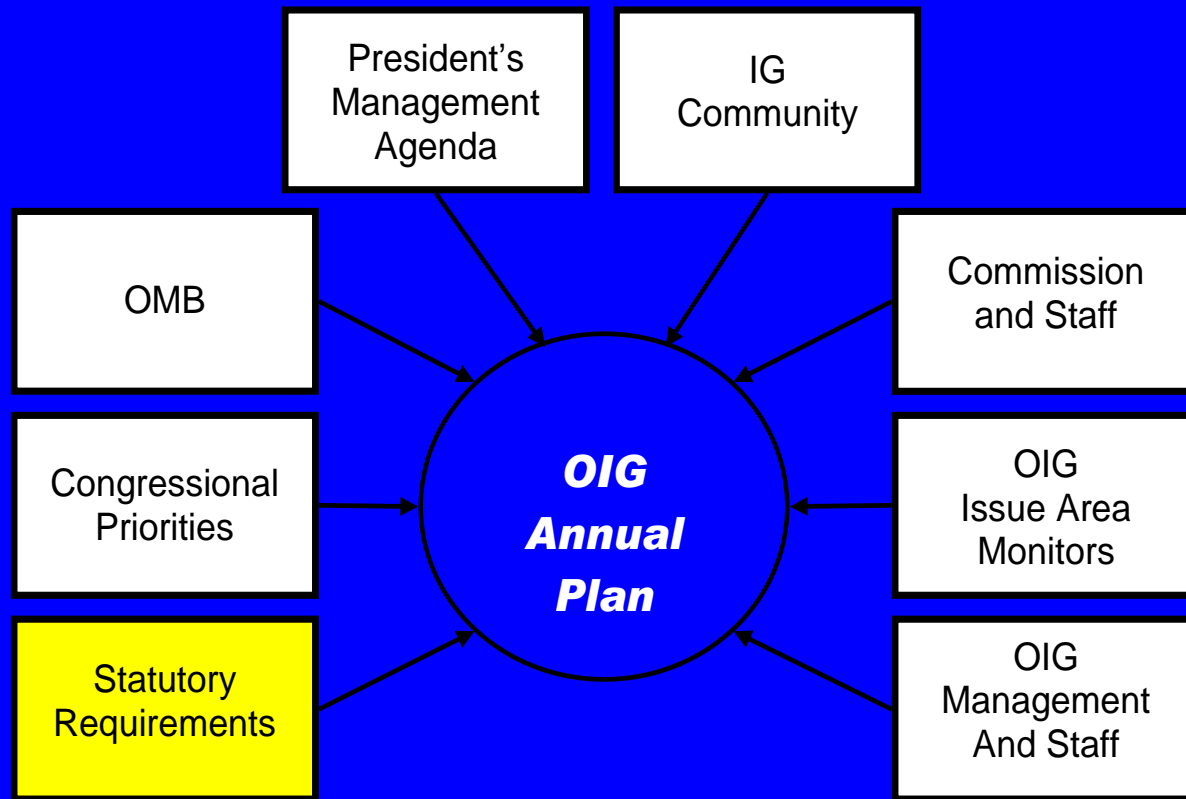 President’s
Management
Agenda
IG
Community
OMB
Commission
and Staff
Congressional
Priorities
OIG
Annual
Plan
OIG
Issue Area
Monitors
Statutory
Requirements
OIG
Management
And Staff